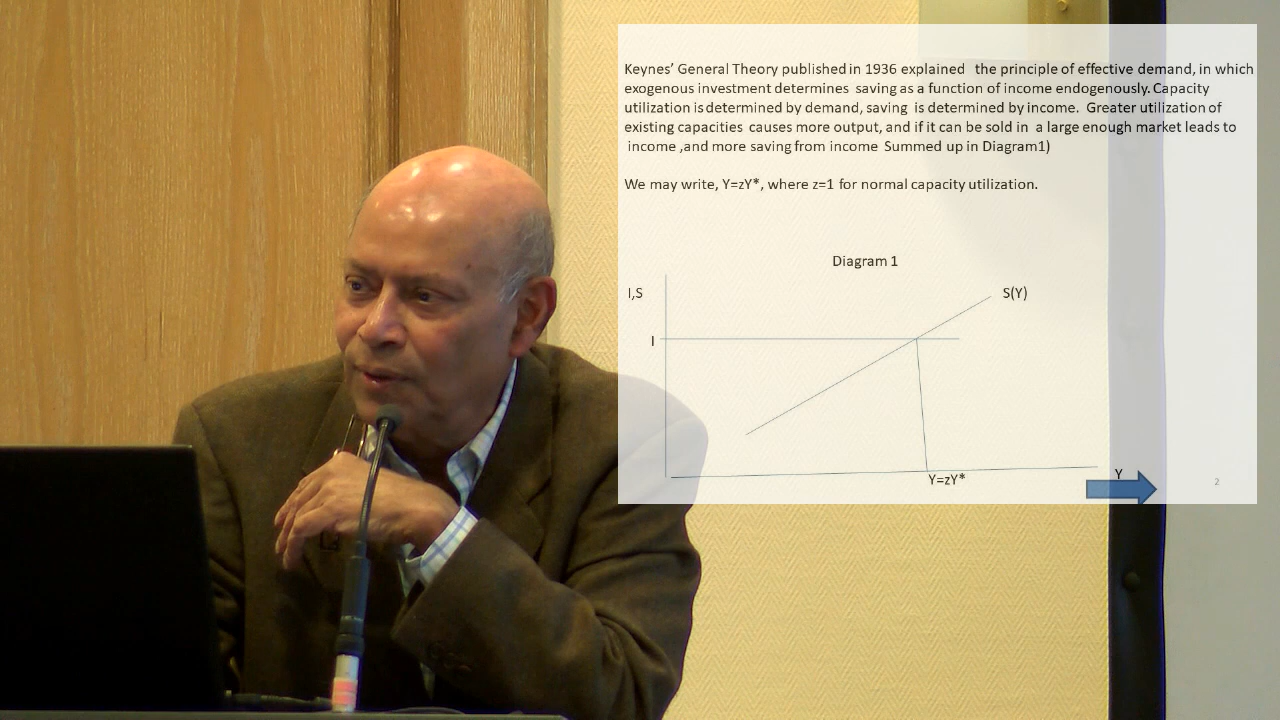 Keynes' General Theory published in 1936 explained the principle of effective demand, in which
exogenous investment determines saving as a function of income endogenously. Capacity
utilization is determined by demand, saving is determined by income. Greater utilization of
existing capacities causes more output, and if it can be sold in a large enough market leads to
income ,and more saving from income Summed up in Diagram1)
We may write, Y=zY*, where z=1 for normal capacity utilization.
Diagram 1
I,S
S(Y)
I
Y
Y=zY*
2